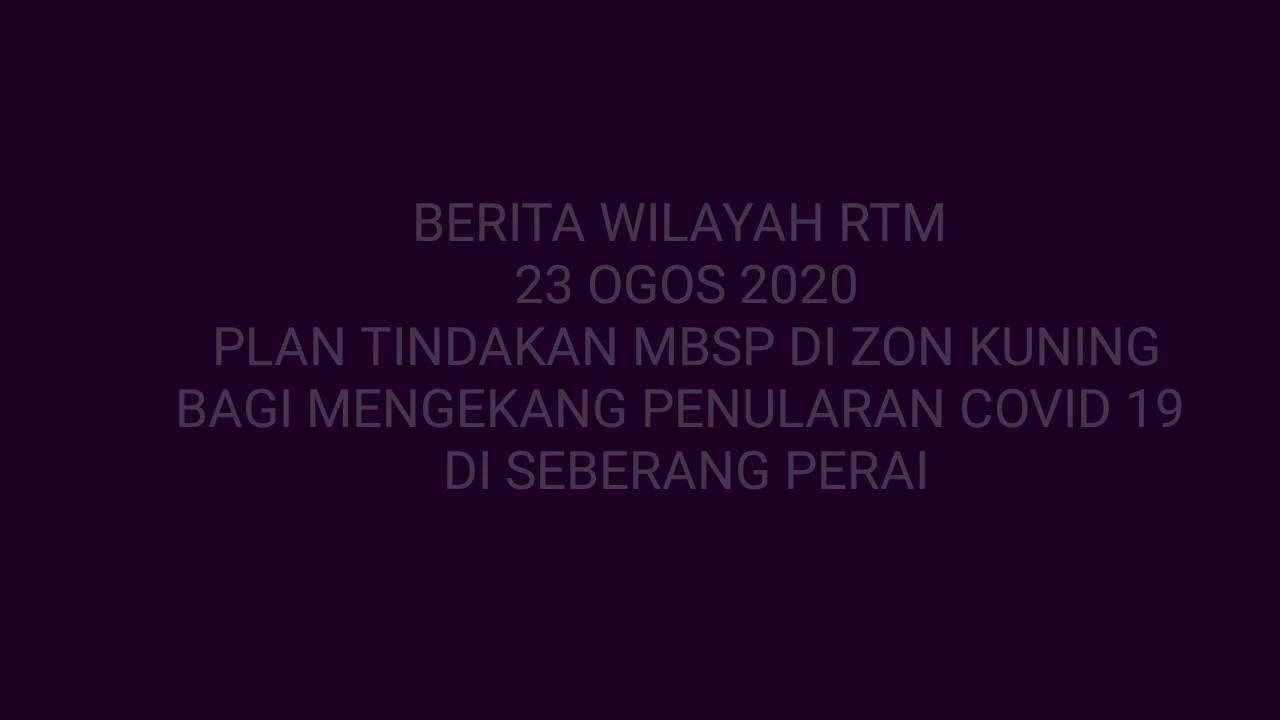 BERITA WILAYAH RTM
23 OGOS 2020
PLAN TINDAKAN MBSP DI ZON KUNING
BAGI MENGEKANG PENULARAN COVID 19
DI SEBERANG PERAI